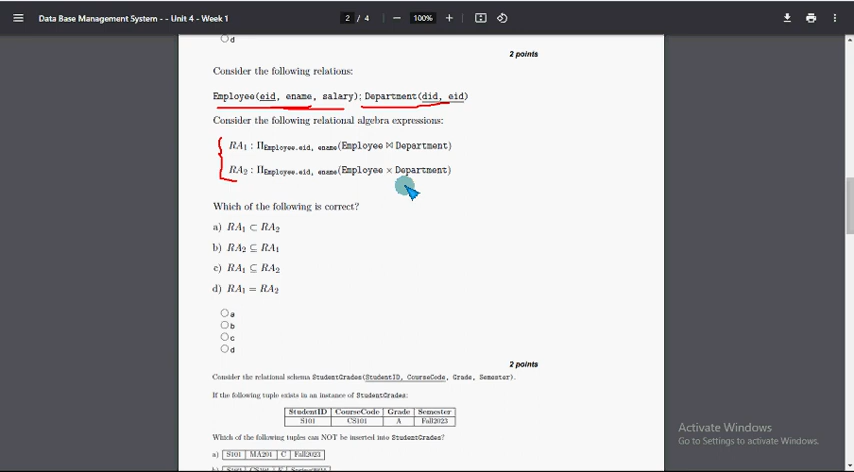 Data Base Management System - - Unit 4 - Week 1
2 / 4
100%
d
2 points
Consider the following relations:
Employee(eid, ename, salary); Department(did, eid)
Consider the following relational algebra expressions:
RA₁ : Π Employee.eid, ename(Employee ⋈ Department)
RA₂ : Π Employee.eid, ename(Employee × Department)
Which of the following is correct?
a) RA₁ ⊂ RA₂
b) RA₂ ⊆ RA₁
c) RA₁ ⊆ RA₂
d) RA₁ = RA₂
a
b
c
d
2 points
Consider the relational schema StudentGrades(StudentID, CourseCode, Grade, Semester).
If the following tuple exists in an instance of StudentGrades:
StudentID CourseCode Grade Semester
S101 CS101 A Fall2023
Which of the following tuples can NOT be inserted into StudentGrades?
a) S101 MA201 C Fall2023
b)
Activate Windows
Go to Settings to activate Windows.